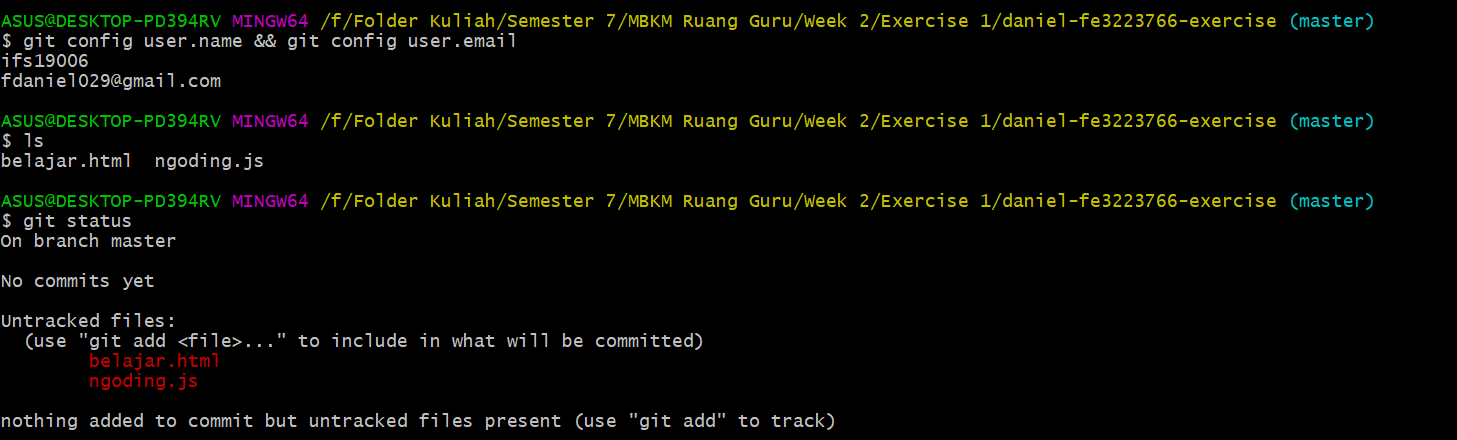 ASUS@DESKTOP-PD394RV MINGW64 /f/Folder Kuliah/Semester 7/MBKM Ruang Guru/Week 2/Exercise 1/daniel-fe3223766-exercise (master)
$ git config user.name && git config user.email
ifs19006
fdaniel029@gmail.com
ASUS@DESKTOP-PD394RV MINGW64 /f/Folder Kuliah/Semester 7/MBKM Ruang Guru/Week 2/Exercise 1/daniel-fe3223766-exercise (master)
$ ls
belajar.html  ngoding.js
ASUS@DESKTOP-PD394RV MINGW64 /f/Folder Kuliah/Semester 7/MBKM Ruang Guru/Week 2/Exercise 1/daniel-fe3223766-exercise (master)
$ git status
On branch master
No commits yet
Untracked files:
  (use "git add <file>..." to include in what will be committed)
        belajar.html
        ngoding.js
nothing added to commit but untracked files present (use "git add" to track)